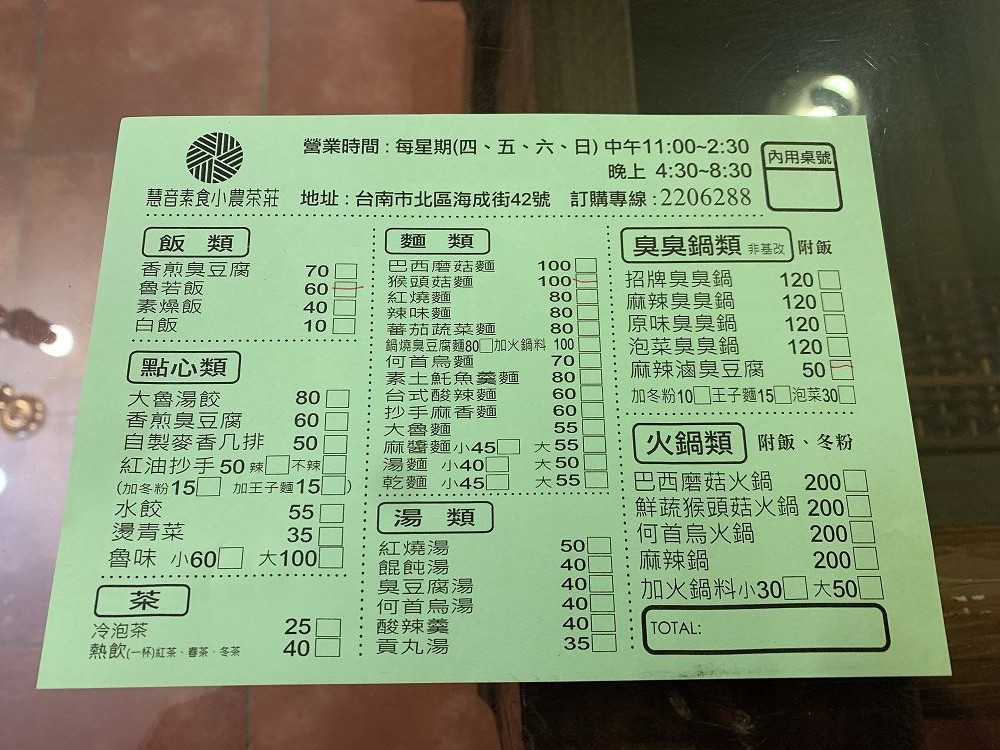 營業時間：每星期(四、五、六、日) 中午11:00~2:30
晚上 4:30~8:30
內用桌號
慧音素食小農茶莊
地址：台南市北區海成街42號 訂購專線：2206288
飯 類
香煎臭豆腐 70
魯若飯 60
素燥飯 40
白飯 10
點心類
大魯湯餃 80
香煎臭豆腐 60
自製麥香几排 50
紅油抄手 50 辣 不辣
(加冬粉15 加王子麵15)
水餃 55
燙青菜 35
魯味 小60 大100
茶
冷泡茶 25
熱飲(一杯)紅茶、春茶、冬茶 40
麵 類
巴西磨菇麵 100
猴頭菇麵 100
紅燒麵 80
辣味麵 80
蕃茄蔬菜麵 80
鍋燒臭豆腐麵80 加火鍋料 100
何首烏麵 70
素土魠魚羹麵 80
台式酸辣麵 60
抄手麻香麵 60
大魯麵 55
麻醬麵 小45 大55
湯麵 小40 大50
乾麵 小45 大55
湯 類
紅燒湯 50
餛飩湯 40
臭豆腐湯 40
何首烏湯 40
酸辣羹 40
貢丸湯 35
臭臭鍋類 非基改 附飯
招牌臭臭鍋 120
麻辣臭臭鍋 120
原味臭臭鍋 120
泡菜臭臭鍋 120
麻辣滷臭豆腐 50
加冬粉10 王子麵15 泡菜30
火鍋類 附飯、冬粉
巴西磨菇火鍋 200
鮮蔬猴頭菇火鍋 200
何首烏火鍋 200
麻辣鍋 200
加火鍋料小30 大50
TOTAL: